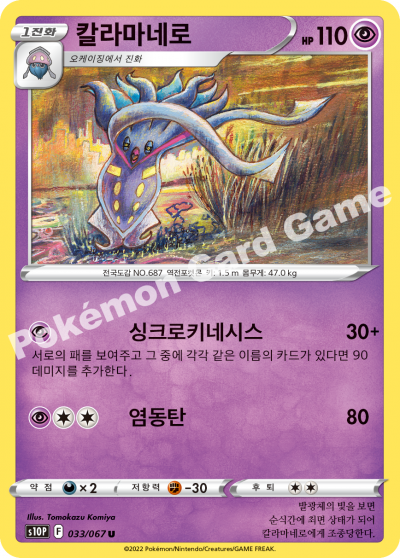 1진화
칼라마네로
HP 110
오케이징에서 진화
전국도감 NO.687 역전포켓몬 키: 1.5 m 몸무게: 47.0 kg
Pokémon Card Game
싱크로키네시스 30+
서로의 패를 보여주고 그 중에 각각 같은 이름의 카드가 있다면 90
데미지를 추가한다.
염동탄 80
약점 ×2 저항력 -30 후퇴
Illus. Tomokazu Komiya
s10P F 033/067 U
발광체의 빛을 보면
순식간에 최면 상태가 되어
칼라마네로에게 조종당한다.
©2022 Pokémon/Nintendo/Creatures/GAME FREAK.